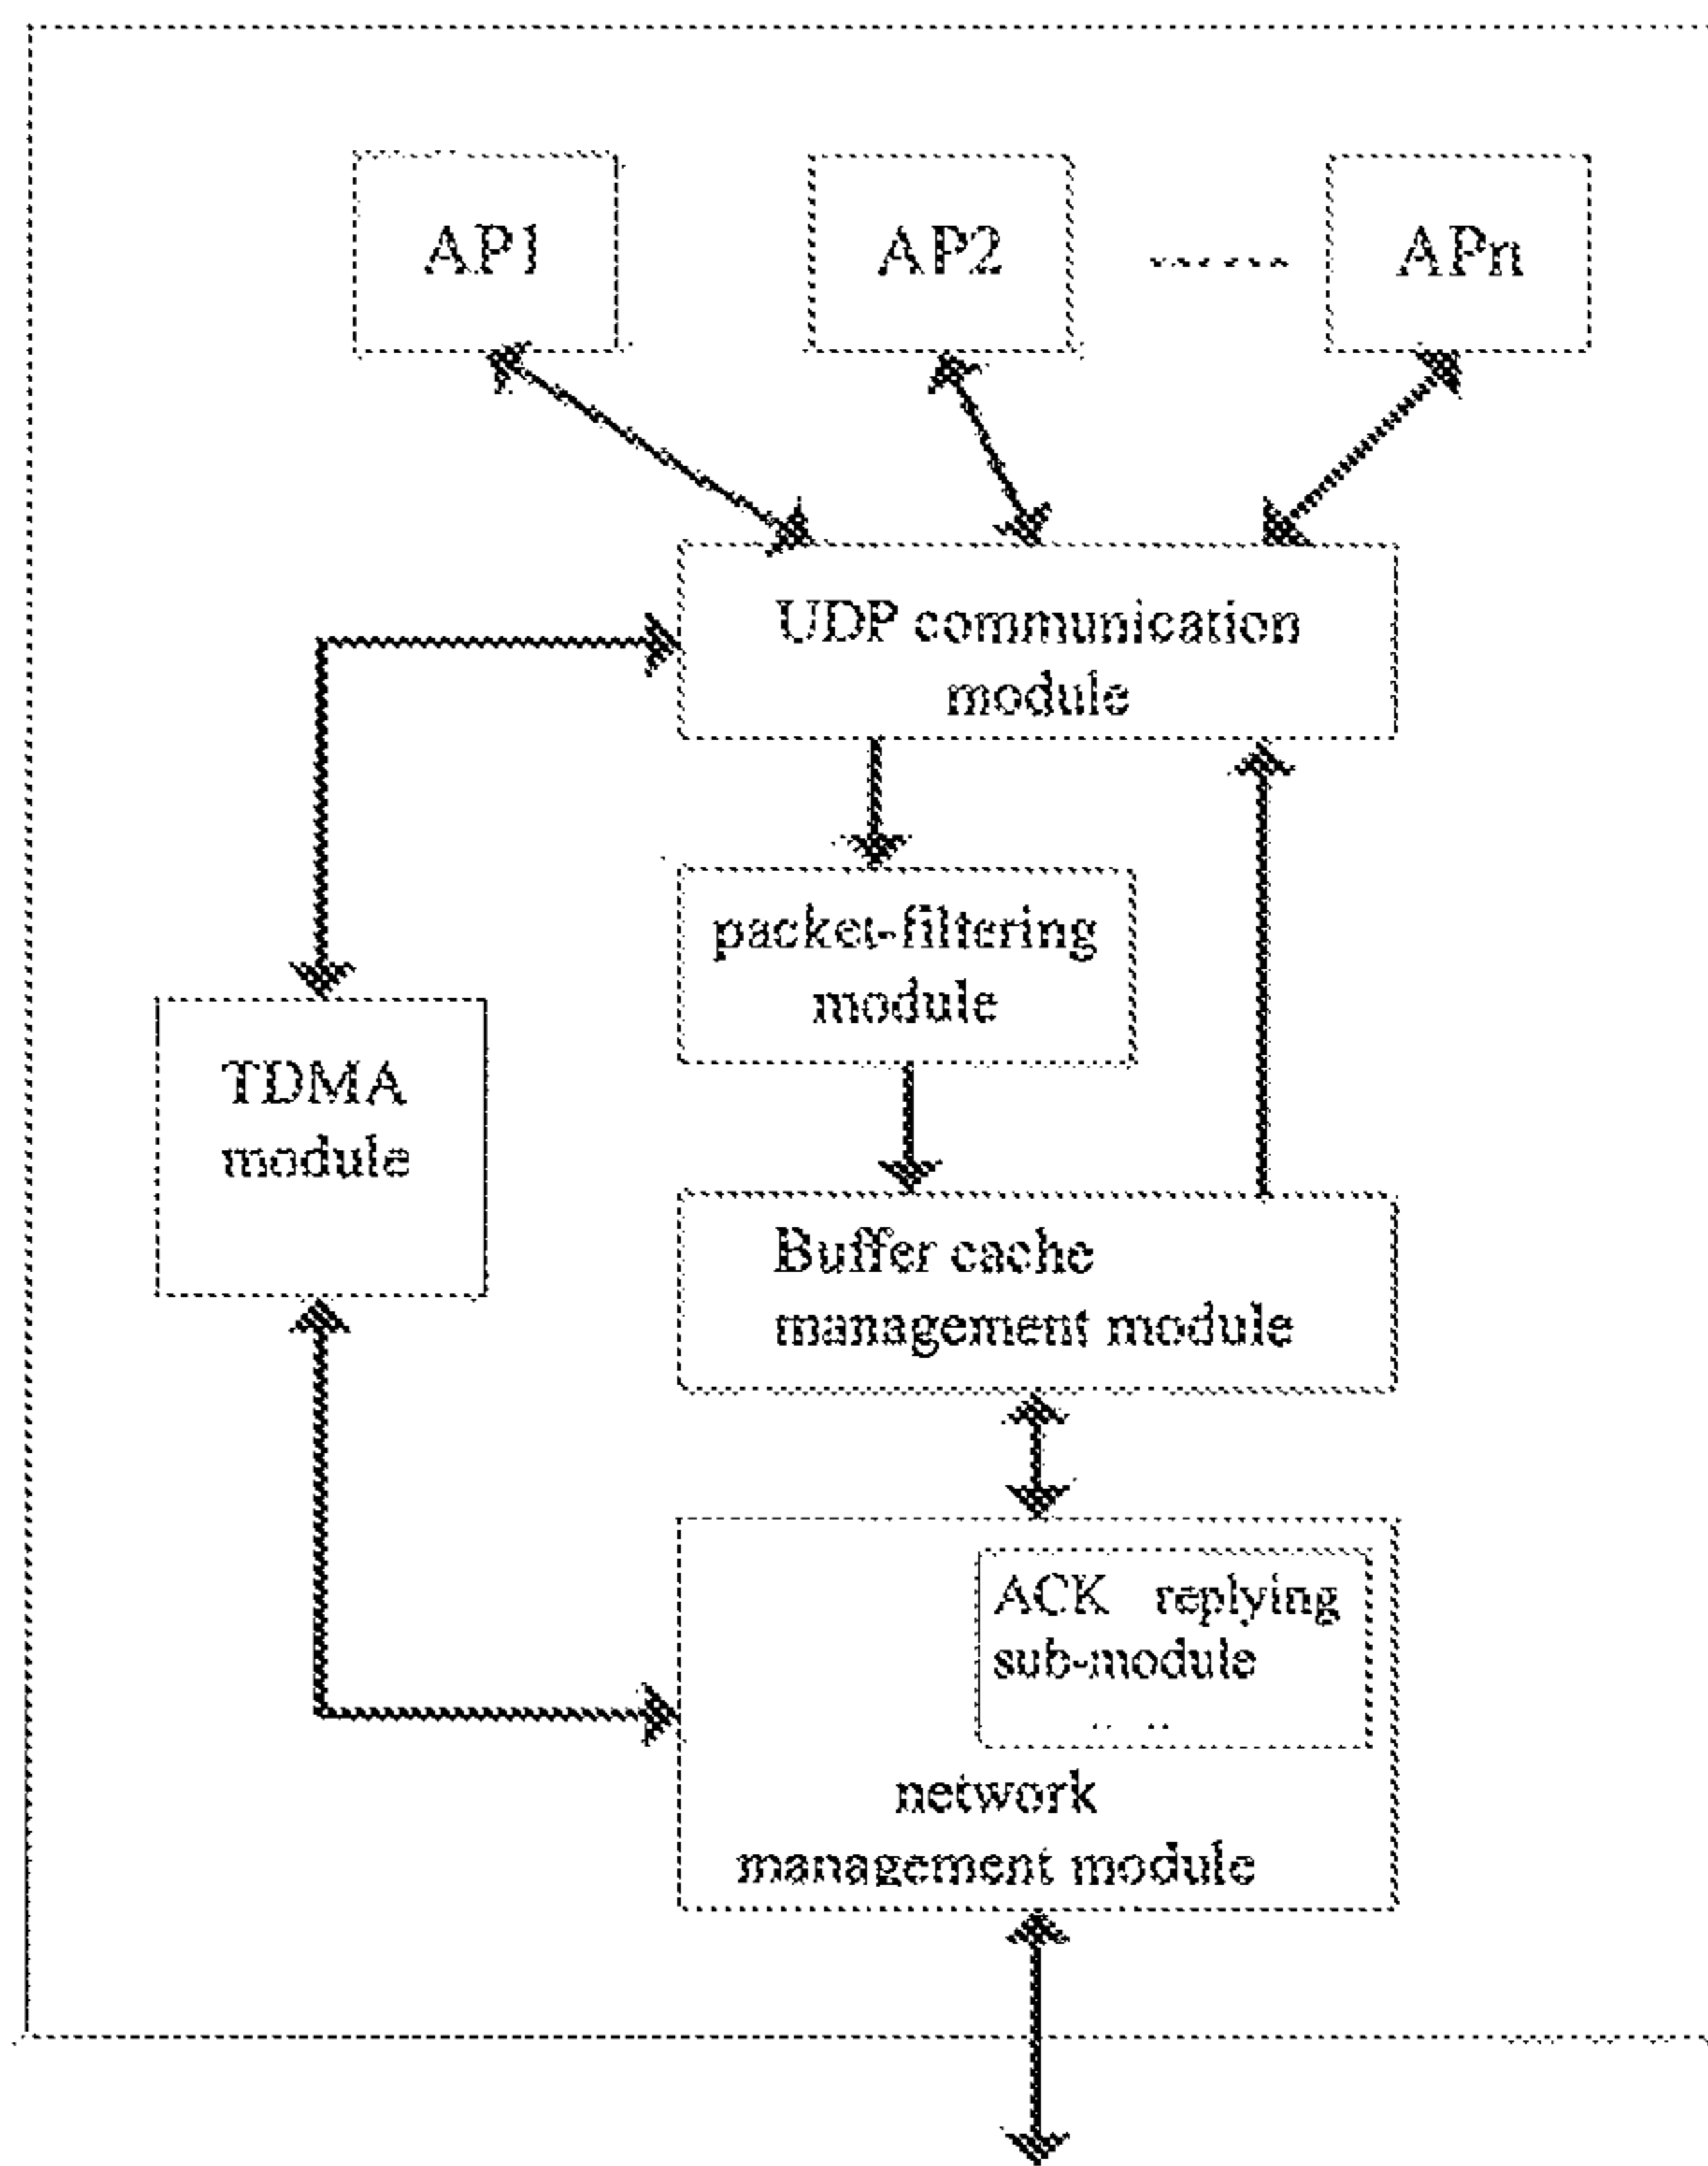 AP1 AP2 ...... APn
UDP communication
module
packet-filtering
module
TDMA
module
Buffer cache
management module
ACK replying
sub-module
network
management module